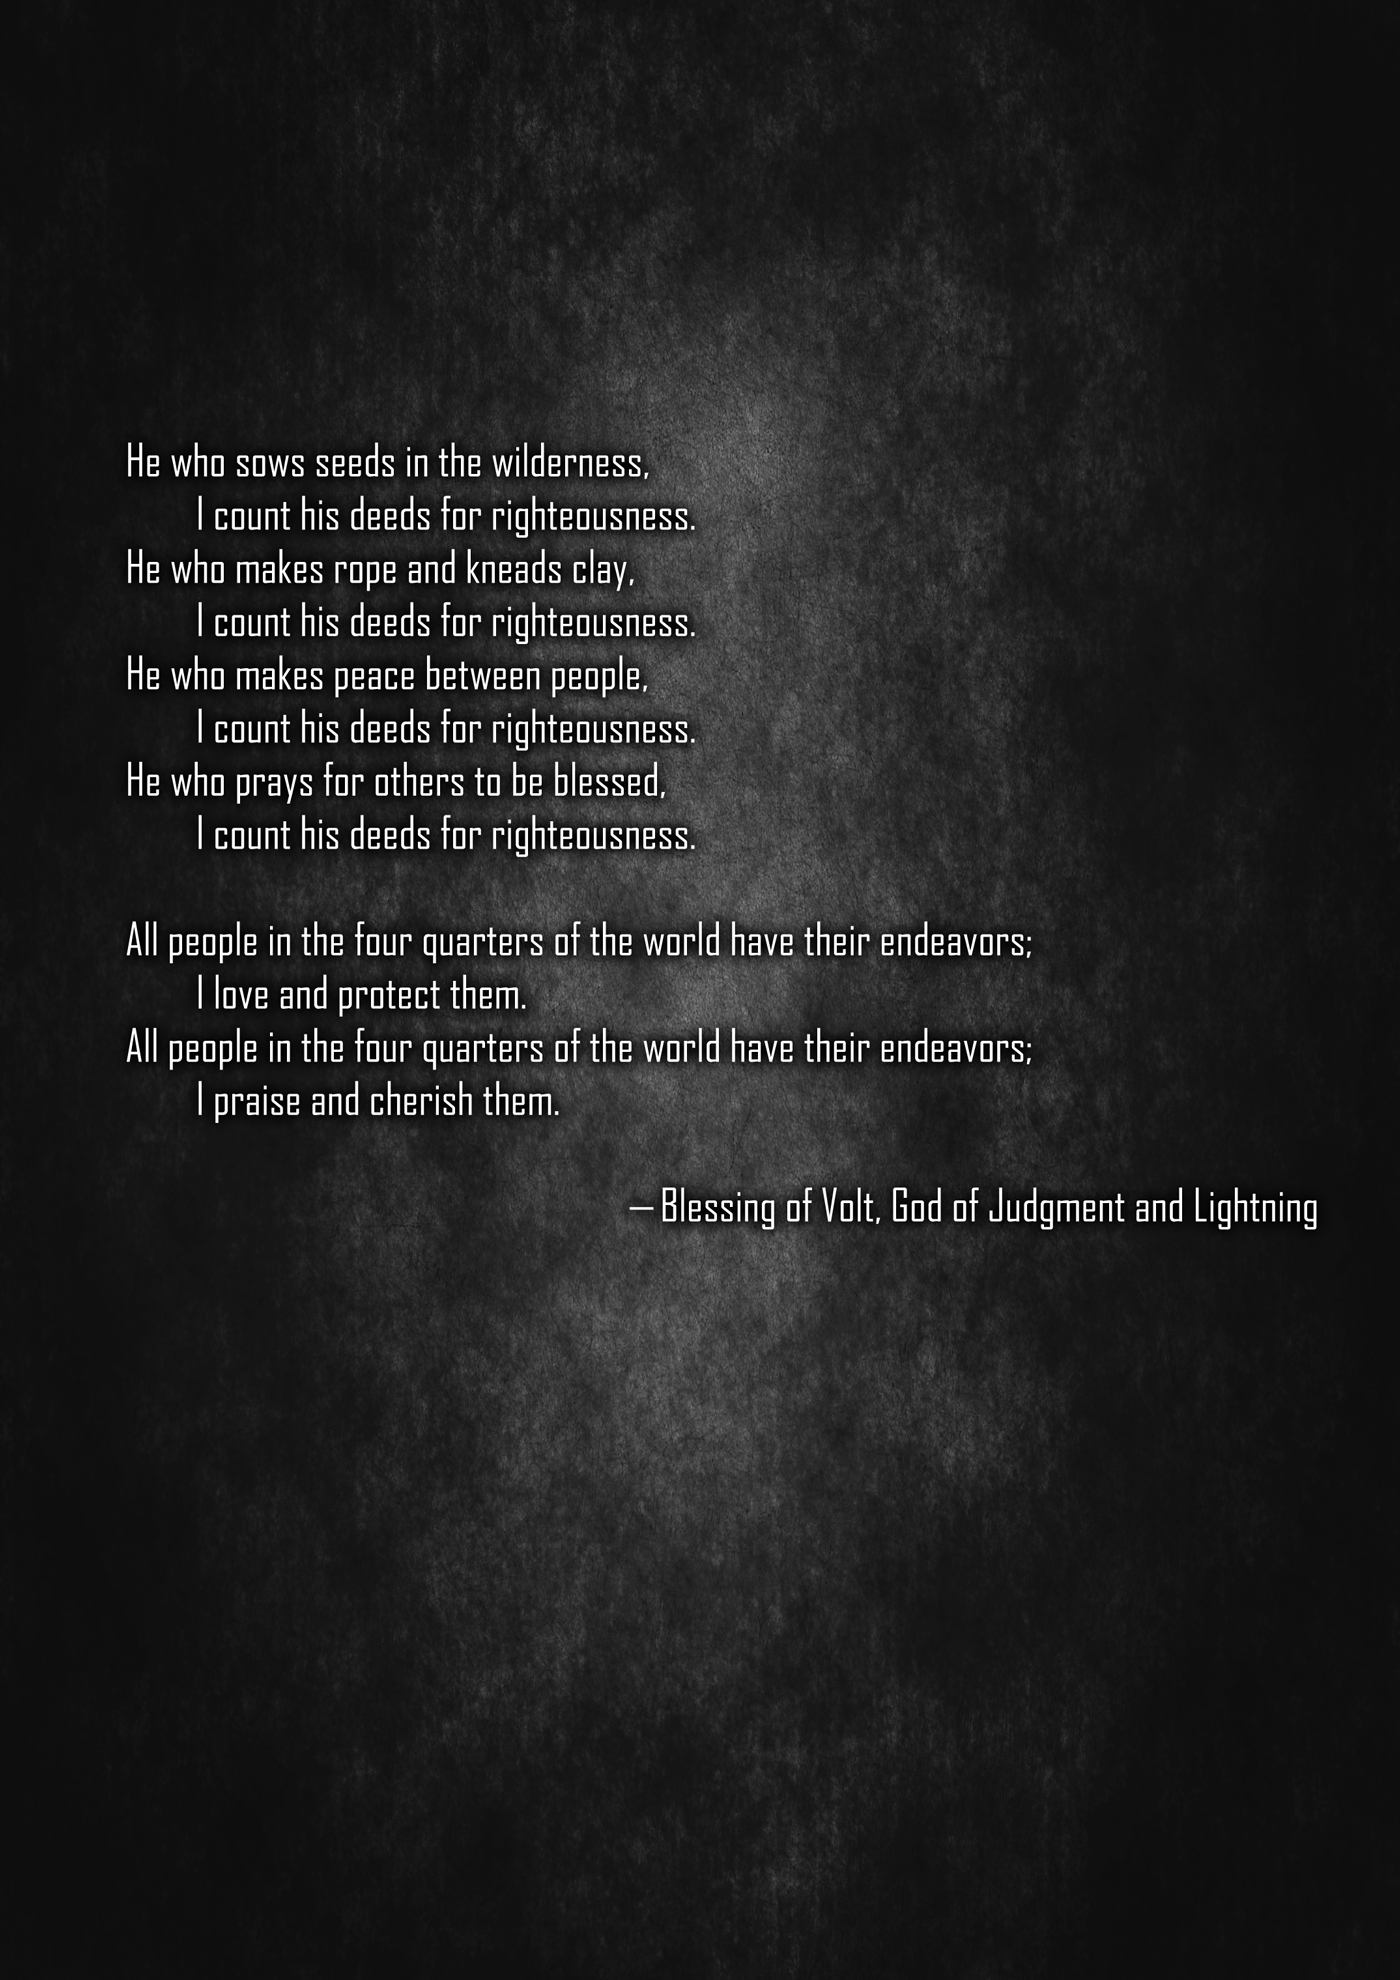 He who sows seeds in the wilderness,
I count his deeds for righteousness.
He who makes rope and kneads clay,
I count his deeds for righteousness.
He who makes peace between people,
I count his deeds for righteousness.
He who prays for others to be blessed,
I count his deeds for righteousness.
All people in the four quarters of the world have their endeavors;
I love and protect them.
All people in the four quarters of the world have their endeavors;
I praise and cherish them.
– Blessing of Volt, God of Judgment and Lightning